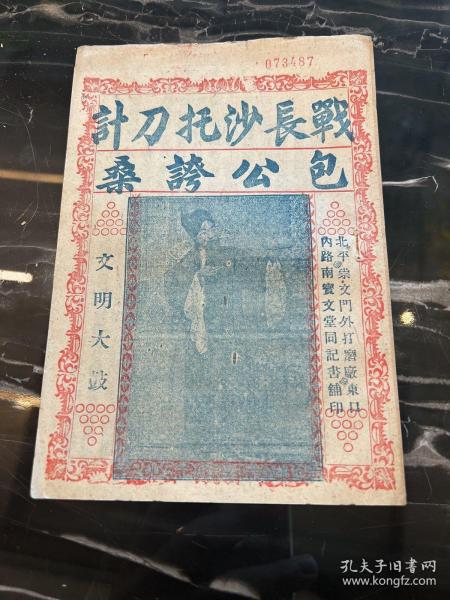 073487
戰長沙托刀計
包公誇桑
文明大鼓
北平崇文門外打磨廠東口
內路南寶文堂同記書舖印
孔夫子旧书网
www.kongfz.com